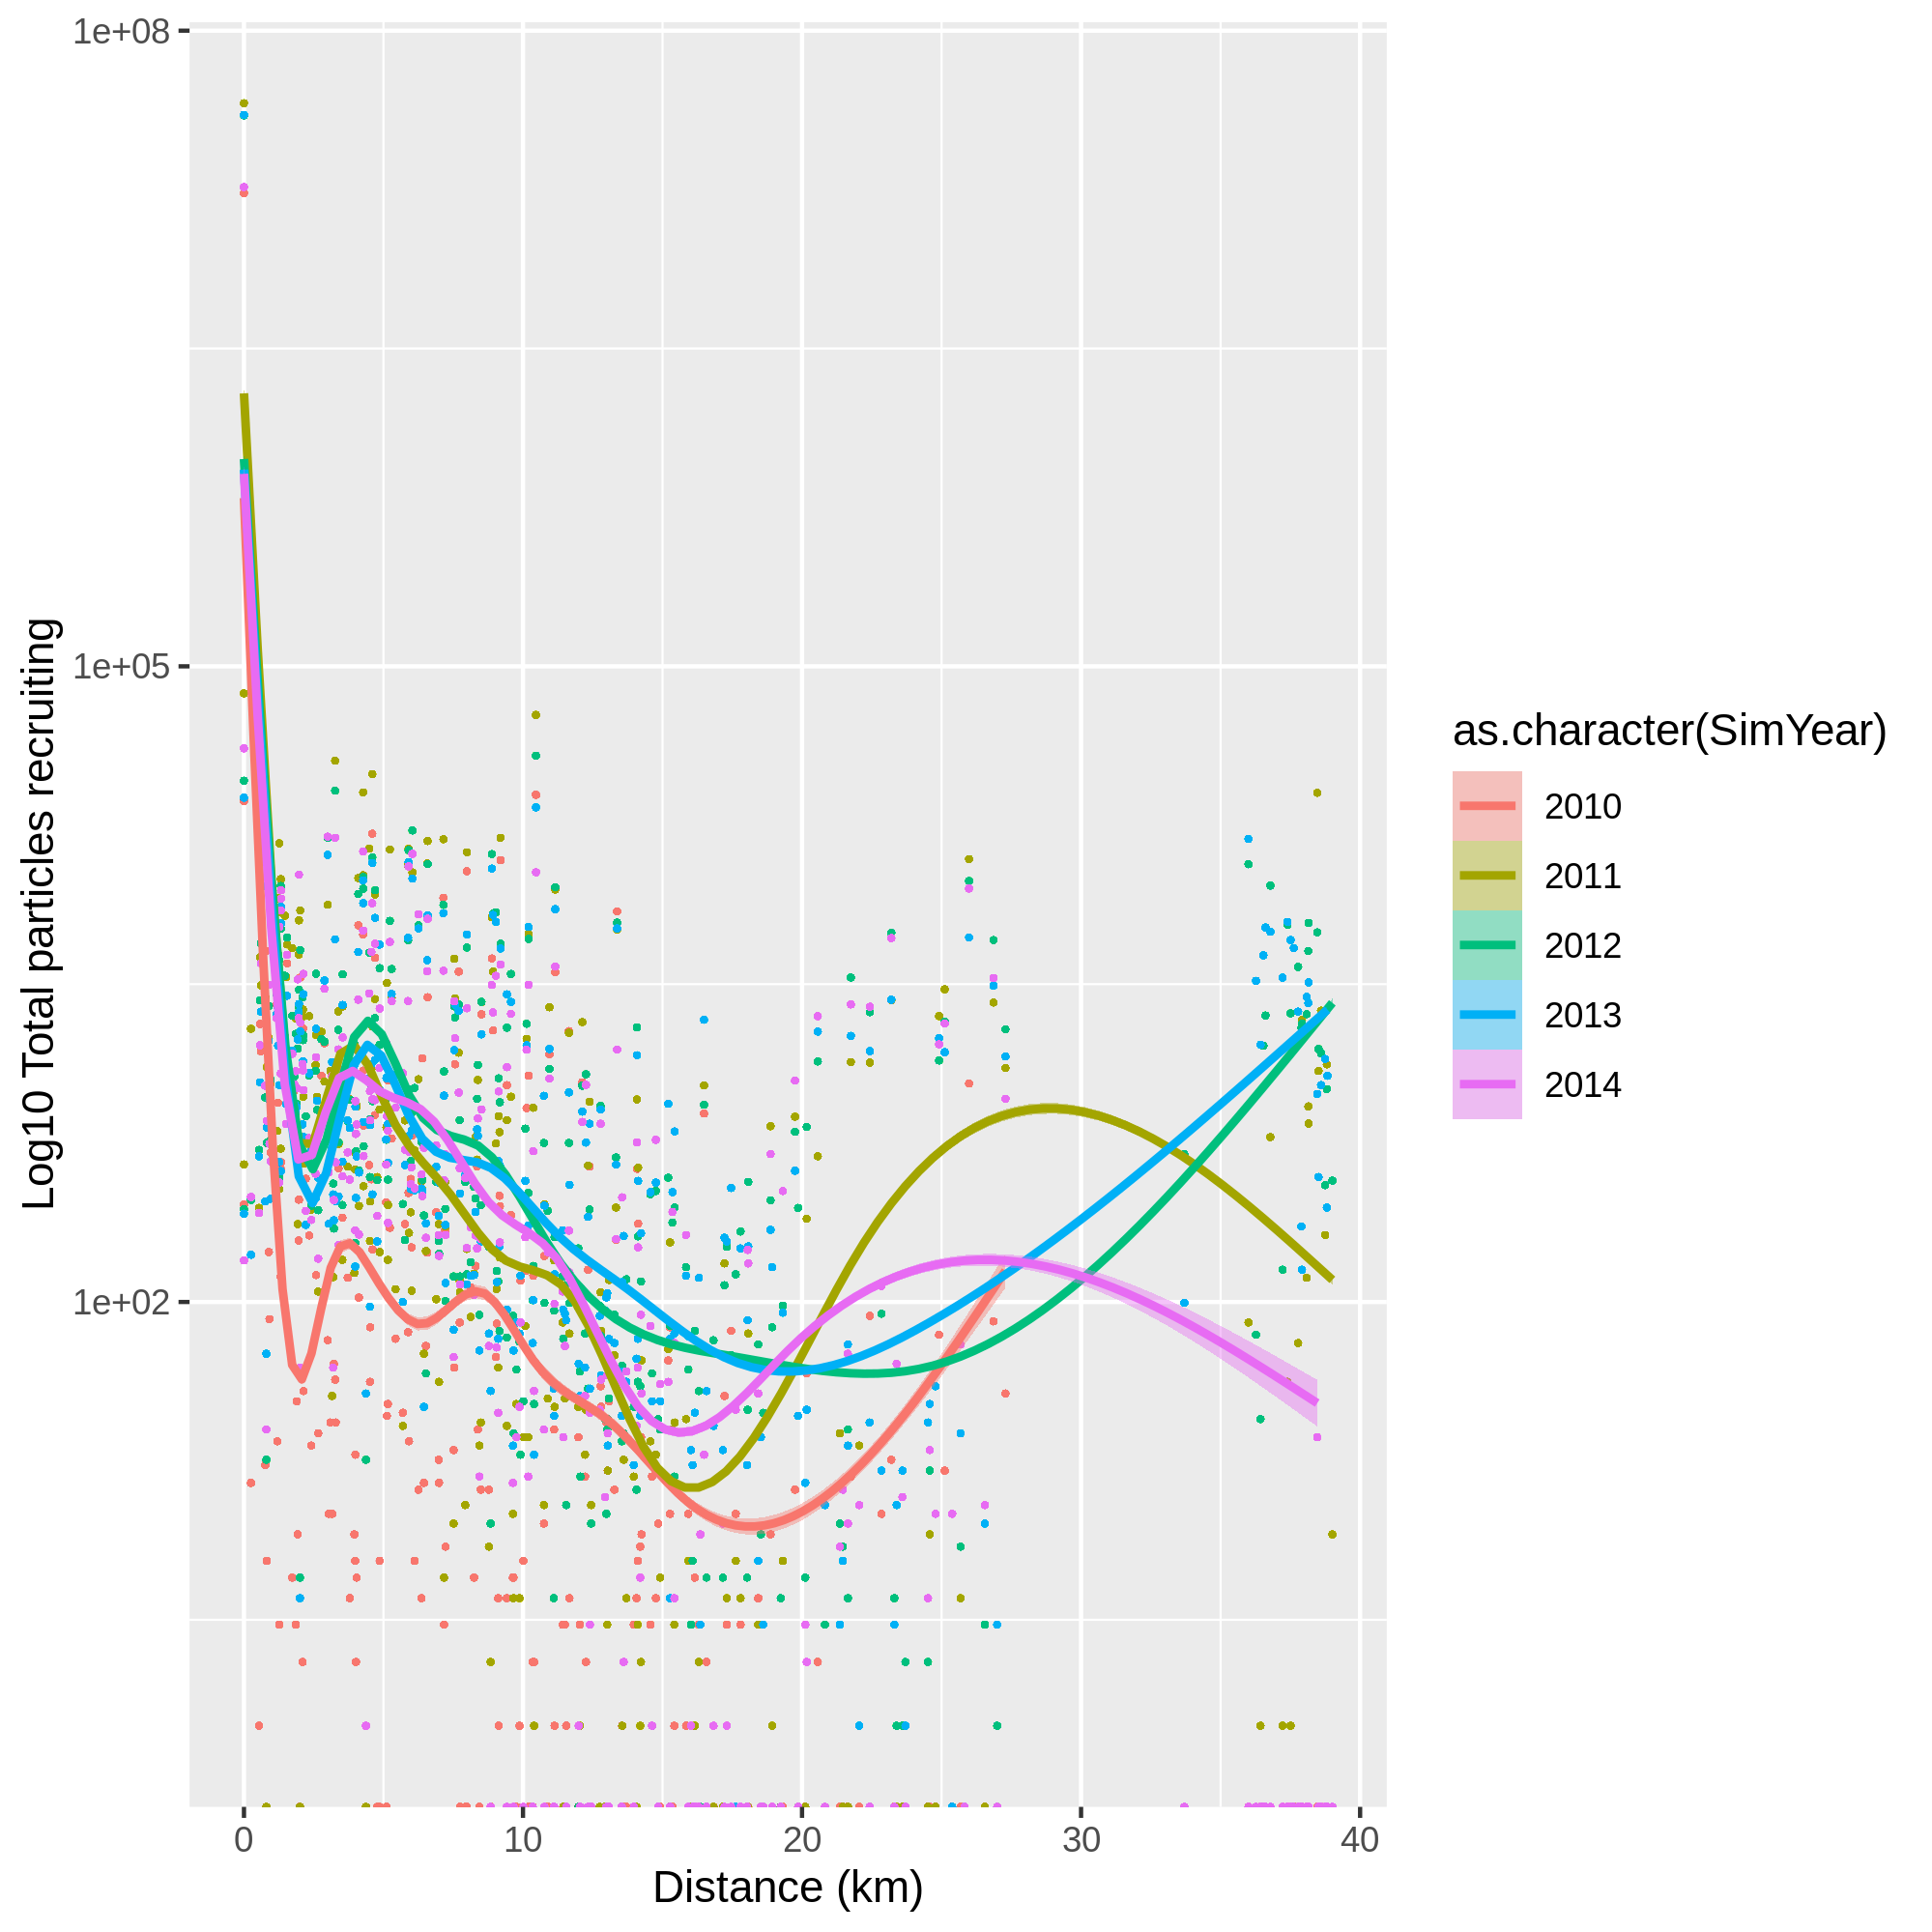 1e+08
1e+05
1e+02
Log10 Total particles recruiting
0
10
20
30
40
Distance (km)
as.character(SimYear)
2010
2011
2012
2013
2014